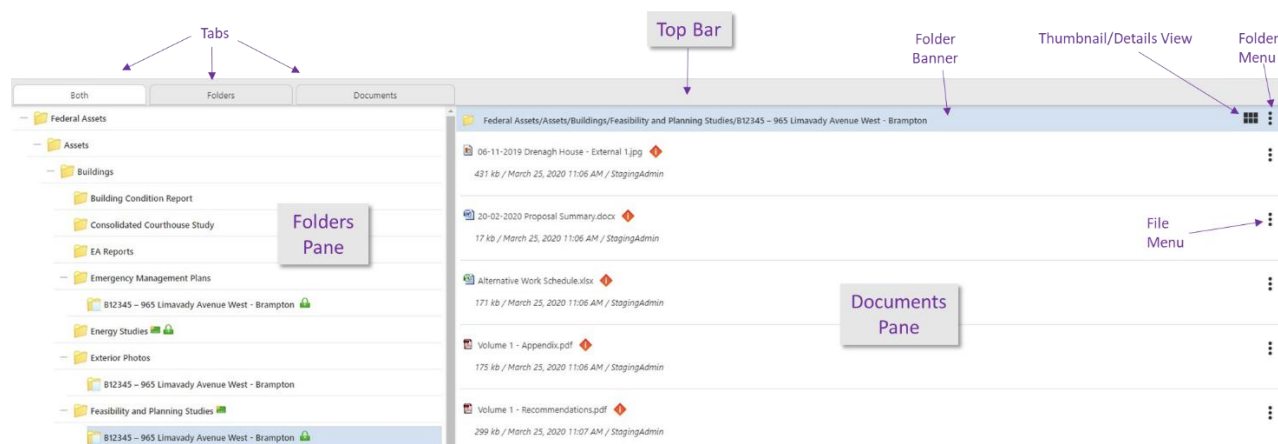 Tabs
Top Bar
Folder
Banner
Thumbnail/Details View
Folder
Menu
Both
Folders
Documents
Federal Assets
Assets
Buildings
Building Condition Report
Consolidated Courthouse Study
EA Reports
Emergency Management Plans
B12345 – 965 Limavady Avenue West - Brampton
Energy Studies
Exterior Photos
B12345 – 965 Limavady Avenue West - Brampton
Feasibility and Planning Studies
B12345 – 965 Limavady Avenue West - Brampton
Folders
Pane
Federal Assets/Assets/Buildings/Feasibility and Planning Studies/B12345 – 965 Limavady Avenue West - Brampton
06-11-2019 Drenagh House - External 1.jpg
431 kb / March 25, 2020 11:06 AM / StagingAdmin
20-02-2020 Proposal Summary.docx
17 kb / March 25, 2020 11:06 AM / StagingAdmin
File
Menu
Alternative Work Schedule.xlsx
171 kb / March 25, 2020 11:06 AM / StagingAdmin
Documents
Pane
Volume 1 - Appendix.pdf
175 kb / March 25, 2020 11:06 AM / StagingAdmin
Volume 1 - Recommendations.pdf
299 kb / March 25, 2020 11:07 AM / StagingAdmin